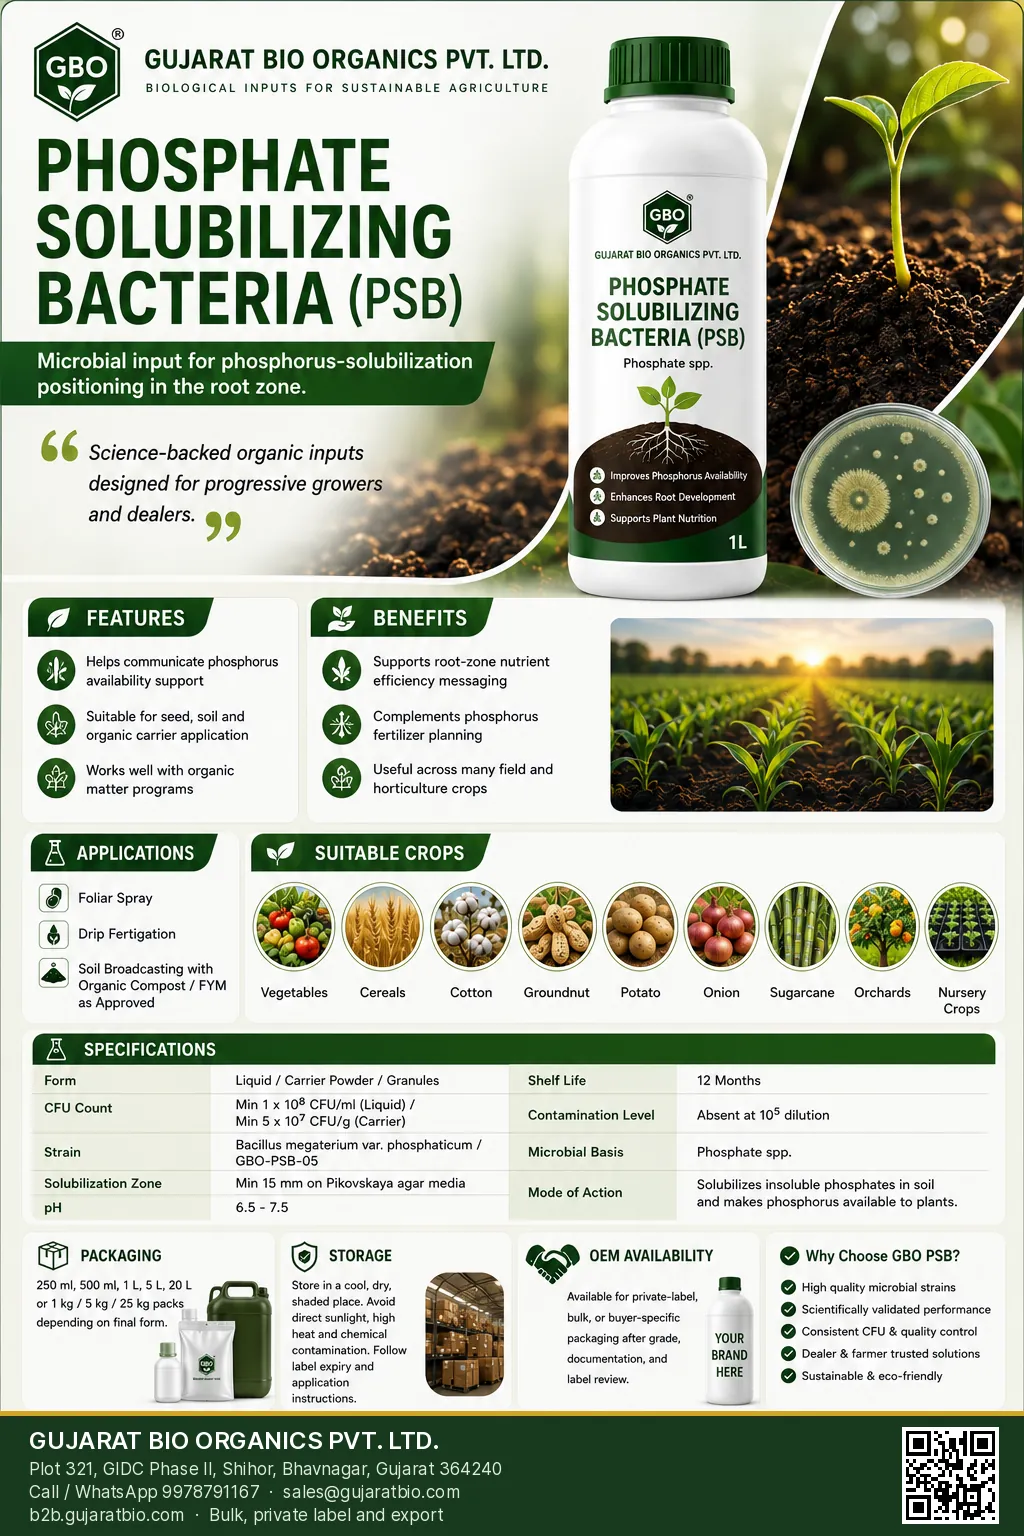 GBO
®
GUJARAT BIO ORGANICS PVT. LTD.
BIOLOGICAL INPUTS FOR SUSTAINABLE AGRICULTURE
PHOSPHATE
SOLUBILIZING
BACTERIA (PSB)
Microbial input for phosphorus-solubilization
positioning in the root zone.
“ Science-backed organic inputs
designed for progressive growers
and dealers. ”
GBO
®
GUJARAT BIO ORGANICS PVT. LTD.
PHOSPHATE
SOLUBILIZING
BACTERIA (PSB)
Phosphate spp.
Improves Phosphorus Availability
Enhances Root Development
Supports Plant Nutrition
1L
FEATURES
Helps communicate phosphorus
availability support
Suitable for seed, soil and
organic carrier application
Works well with organic
matter programs
BENEFITS
Supports root-zone nutrient
efficiency messaging
Complements phosphorus
fertilizer planning
Useful across many field and
horticulture crops
APPLICATIONS
Foliar Spray
Drip Fertigation
Soil Broadcasting with
Organic Compost / FYM
as Approved
SUITABLE CROPS
Vegetables
Cereals
Cotton
Groundnut
Potato
Onion
Sugarcane
Orchards
Nursery
Crops
SPECIFICATIONS
Form
Liquid / Carrier Powder / Granules
CFU Count
Min 1 x 10⁸ CFU/ml (Liquid) /
Min 5 x 10⁷ CFU/g (Carrier)
Strain
Bacillus megaterium var. phosphaticum /
GBO-PSB-05
Solubilization Zone
Min 15 mm on Pikovskaya agar media
pH
6.5 - 7.5
Shelf Life
12 Months
Contamination Level
Absent at 10⁵ dilution
Microbial Basis
Phosphate spp.
Mode of Action
Solubilizes insoluble phosphates in soil
and makes phosphorus available to plants.
PACKAGING
250 ml, 500 ml, 1 L, 5 L, 20 L
or 1 kg / 5 kg / 25 kg packs
depending on final form.
GBO
STORAGE
Store in a cool, dry,
shaded place. Avoid
direct sunlight, high
heat and chemical
contamination. Follow
label expiry and
application
instructions.
OEM AVAILABILITY
Available for private-label,
bulk, or buyer-specific
packaging after grade,
documentation, and
label review.
YOUR
BRAND
HERE
Why Choose GBO PSB?
High quality microbial strains
Scientifically validated performance
Consistent CFU & quality control
Dealer & farmer trusted solutions
Sustainable & eco-friendly
GUJARAT BIO ORGANICS PVT. LTD.
Plot 321, GIDC Phase II, Shihor, Bhavnagar, Gujarat 364240
Call / WhatsApp 9978791167 · sales@gujaratbio.com
b2b.gujaratbio.com · Bulk, private label and export